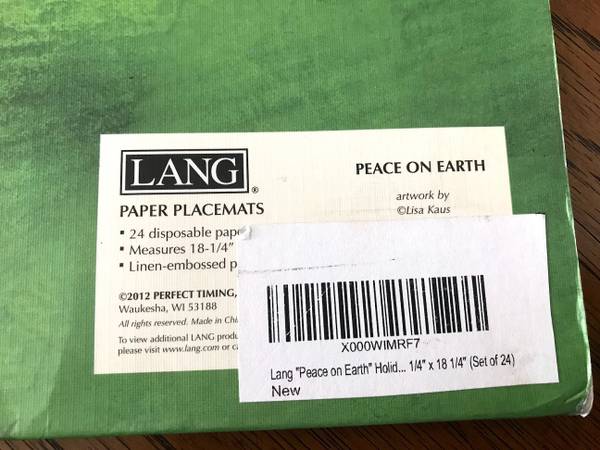 LANG®
PAPER PLACEMATS
▪ 24 disposable
▪ Measures 18-1/4"
▪ Linen-embossed
©2012 PERFECT TIMING,
Waukesha, WI 53188
All rights reserved. Made in
To view additional LANG
please visit www.lang.com or
PEACE ON EARTH
artwork by
©Lisa Kaus
X000WIMRF7
Lang "Peace on Earth" Holid... 1/4" x 18 1/4" (Set of 24)
New